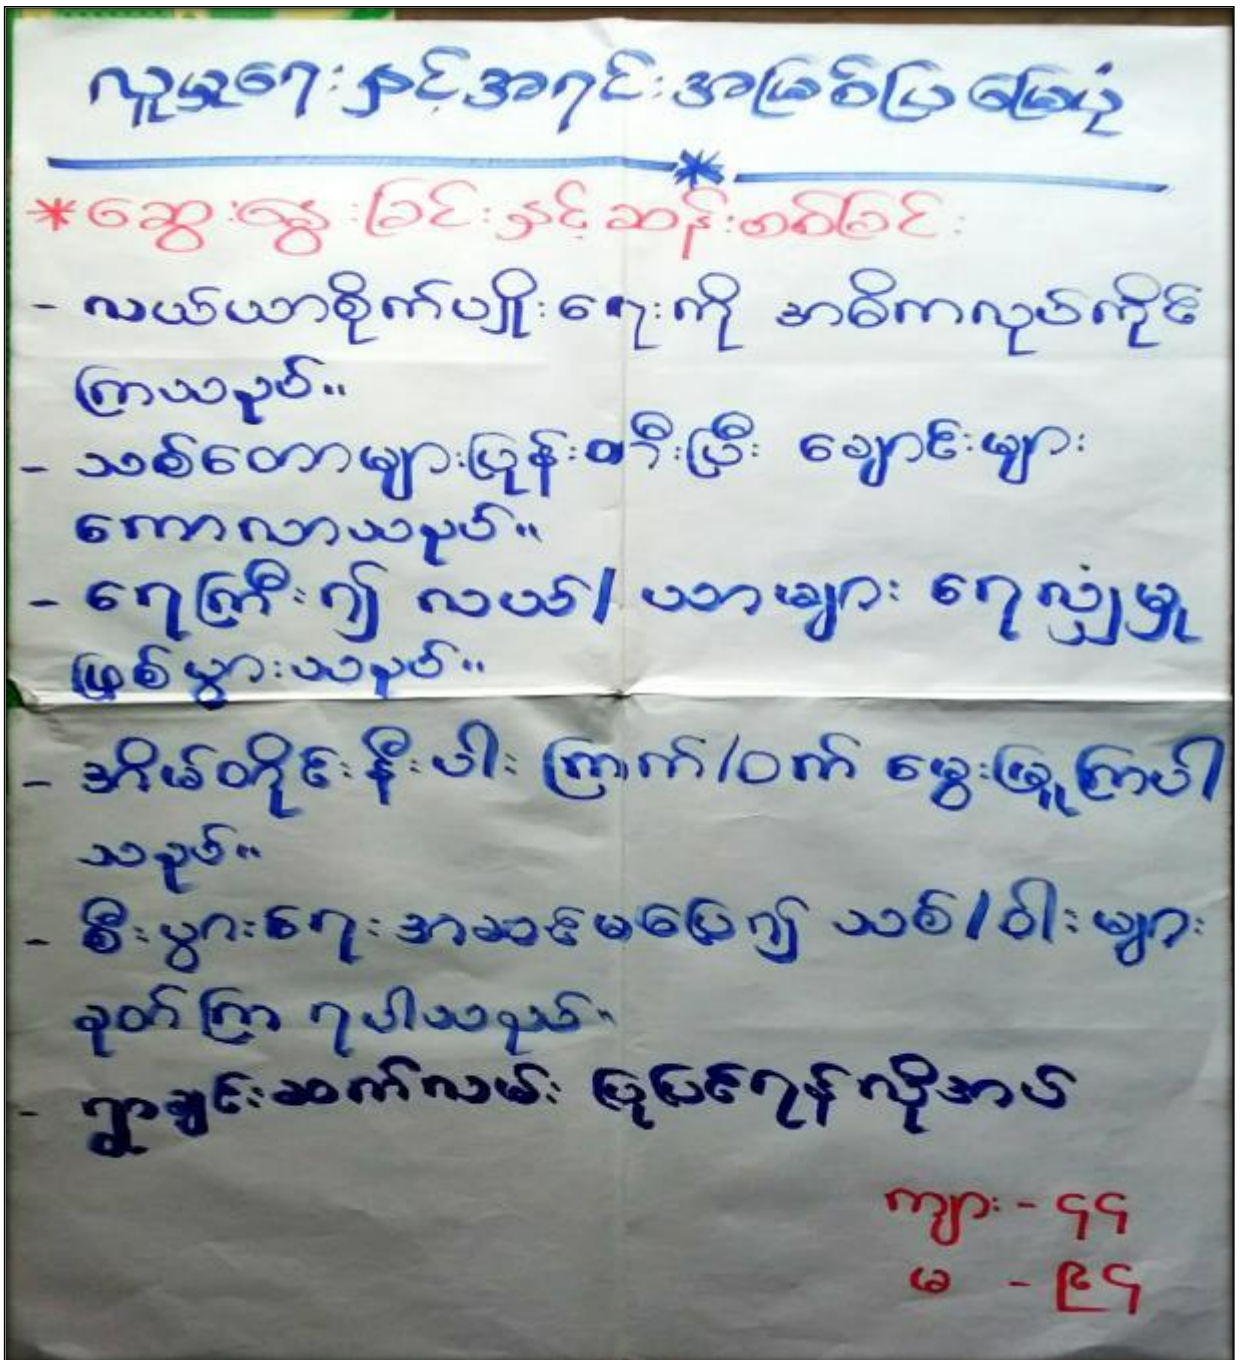 လူမှုရေးနှင့်အရင်းအမြစ်ပြမြေပုံ
*ဆွေးနွေးခြင်းနှင့်ဆန်းစစ်ခြင်း
- လယ်ယာစိုက်ပျိုးရေးကို အဓိကလုပ်ကိုင်
ကြသည်။
- သစ်တောများပြုန်းတီးပြီး ချောင်းများ
ကောလာသည်။
- ရေကြီး၍ လယ်/ယာများ ရေလျှံမှု
ဖြစ်ပွားသည်။
- အိမ်တိုင်းနီးပါး ကြက်/ဝက် မွေးမြူကြပါ
သည်။
- စီးပွားရေးအဆင်မပြေ၍ သစ်/ဝါးများ
ခုတ်ကြ ရပါသည်။
- ရွာချင်းဆက်လမ်း ပြုပြင်ရန်လိုအပ်
ကျား - ၄၄
မ - ၉၄